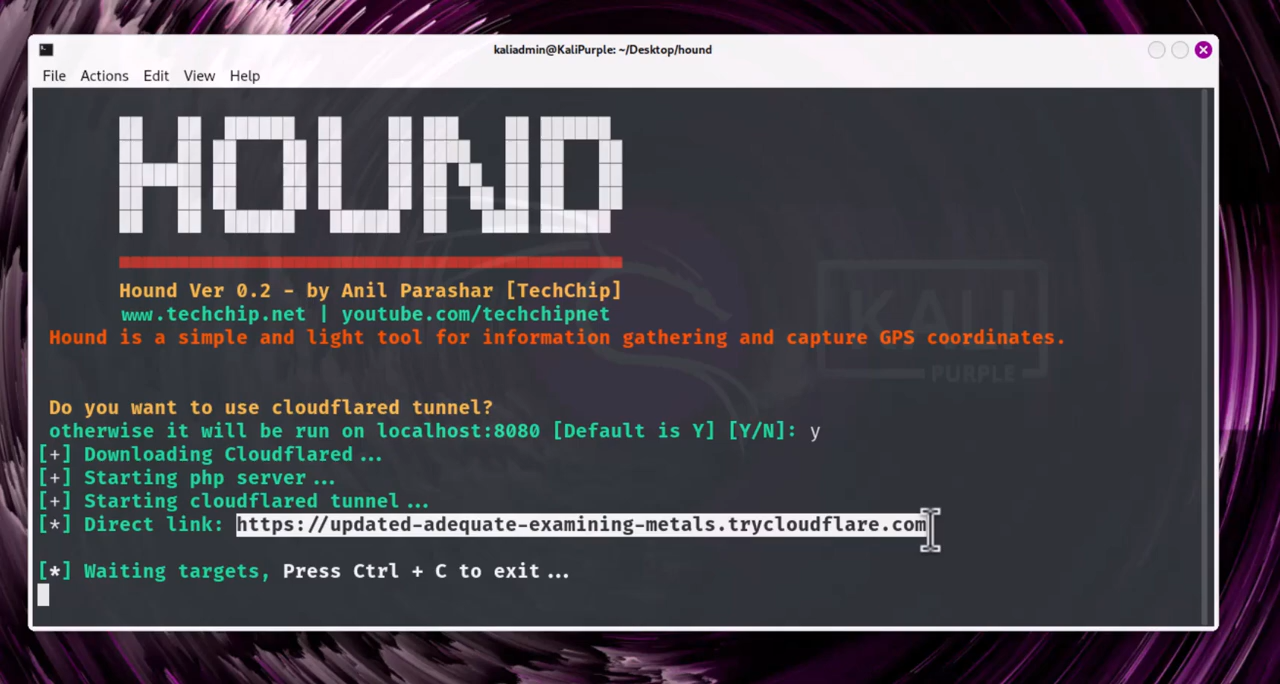 kaliadmin@KaliPurple: ~/Desktop/hound
File Actions Edit View Help
HOUND
Hound Ver 0.2 - by Anil Parashar [TechChip]
www.techchip.net | youtube.com/techchipnet
Hound is a simple and light tool for information gathering and capture GPS coordinates.
KALI
PURPLE
Do you want to use cloudflared tunnel?
otherwise it will be run on localhost:8080 [Default is Y] [Y/N]: y
[+] Downloading Cloudflared...
[+] Starting php server...
[+] Starting cloudflared tunnel...
[*] Direct link: https://updated-adequate-examining-metals.trycloudflare.com
[*] Waiting targets, Press Ctrl + C to exit...